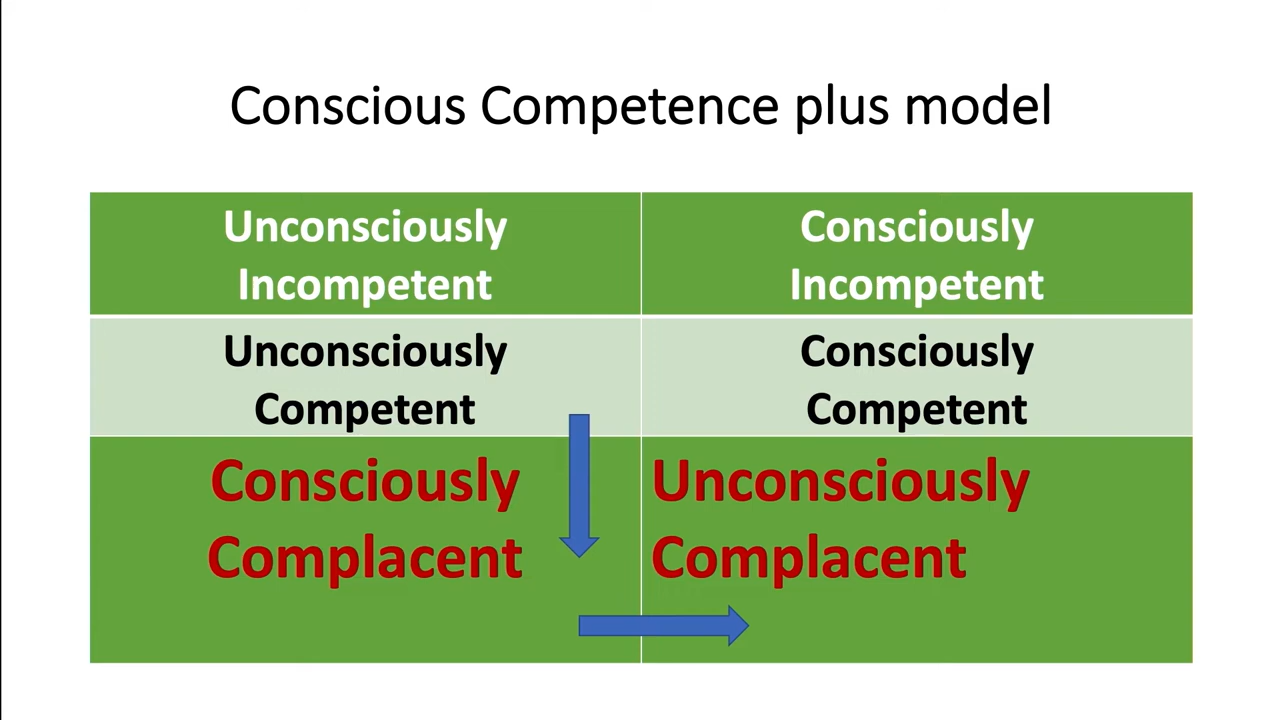 Conscious Competence plus model
Unconsciously
Incompetent
Consciously
Incompetent
Unconsciously
Competent
Consciously
Competent
Consciously
Complacent
Unconsciously
Complacent